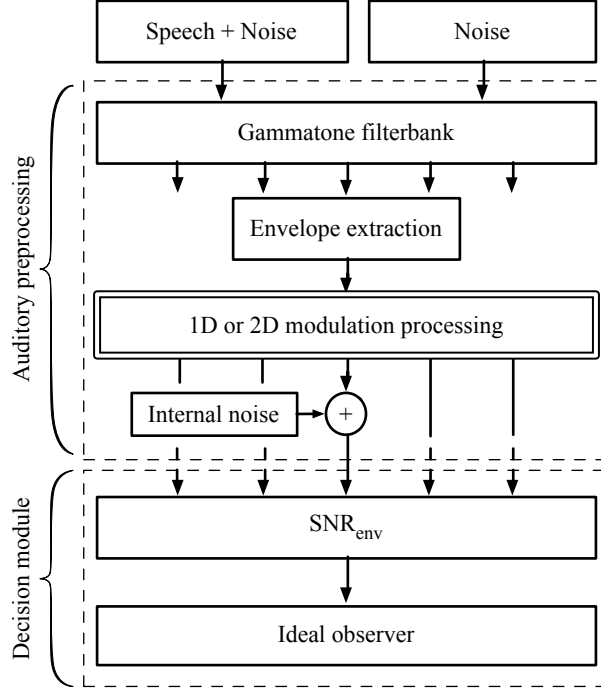 Speech + Noise
Noise
Auditory preprocessing
Gammatone filterbank
Envelope extraction
1D or 2D modulation processing
Internal noise
+
Decision module
SNRenv
Ideal observer